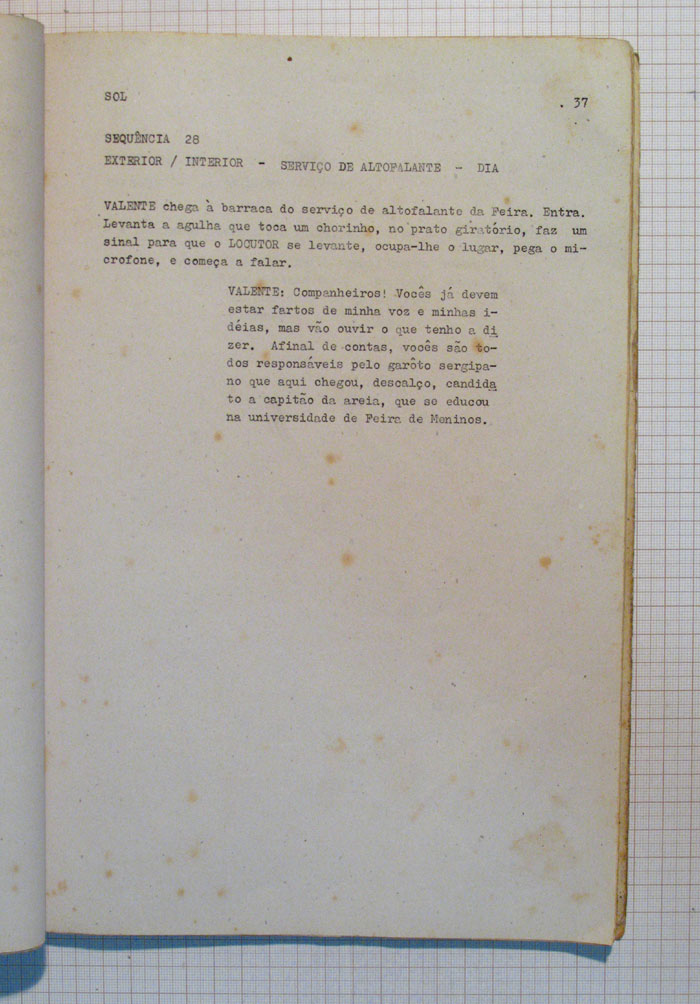 SOL
. 37
SEQUÊNCIA 28
EXTERIOR / INTERIOR - SERVIÇO DE ALTOFALANTE - DIA
VALENTE chega à barraca do serviço de altofalante da Feira. Entra.
Levanta a agulha que toca um chorinho, no prato giratório, faz um
sinal para que o LOCUTOR se levante, ocupa-lhe o lugar, pega o mi-
crofone, e começa a falar.
VALENTE: Companheiros! Vocês já devem
estar fartos de minha voz e minhas i-
déias, mas vão ouvir o que tenho a di
zer. Afinal de contas, vocês são to-
dos responsáveis pelo garôto sergipa-
no que aqui chegou, descalço, candida
to a capitão da areia, que se educou
na universidade de Feira de Meninos.